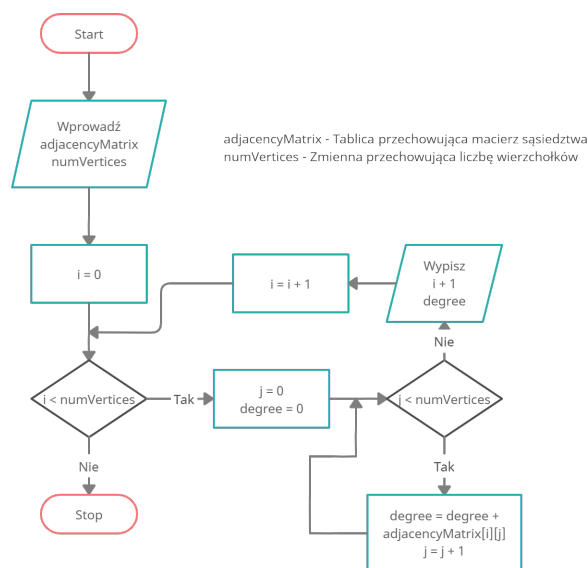 Start
Wprowadź
adjacencyMatrix
numVertices
adjacencyMatrix - Tablica przechowująca macierz sąsiedztwa
numVertices - Zmienna przechowująca liczbę wierzchołków
i = 0
i = i + 1
Wypisz
i + 1
degree
Nie
i < numVertices
Tak
j = 0
degree = 0
j < numVertices
Nie
Tak
Stop
degree = degree +
adjacencyMatrix[i][j]
j = j + 1